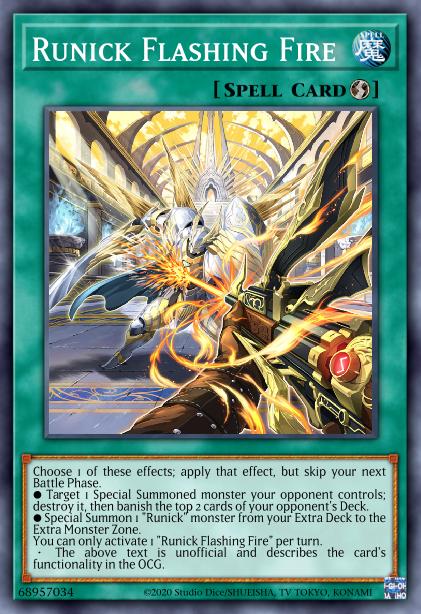 RUNICK FLASHING FIRE
SPELL
魔
[SPELL CARD]
Choose 1 of these effects; apply that effect, but skip your next
Battle Phase.
● Target 1 Special Summoned monster your opponent controls;
destroy it, then banish the top 2 cards of your opponent's Deck.
● Special Summon 1 "Runick" monster from your Extra Deck to the
Extra Monster Zone.
You can only activate 1 "Runick Flashing Fire" per turn.
· The above text is unofficial and describes the card's
functionality in the OCG.
68957034
©2020 Studio Dice/SHUEISHA, TV TOKYO, KONAMI